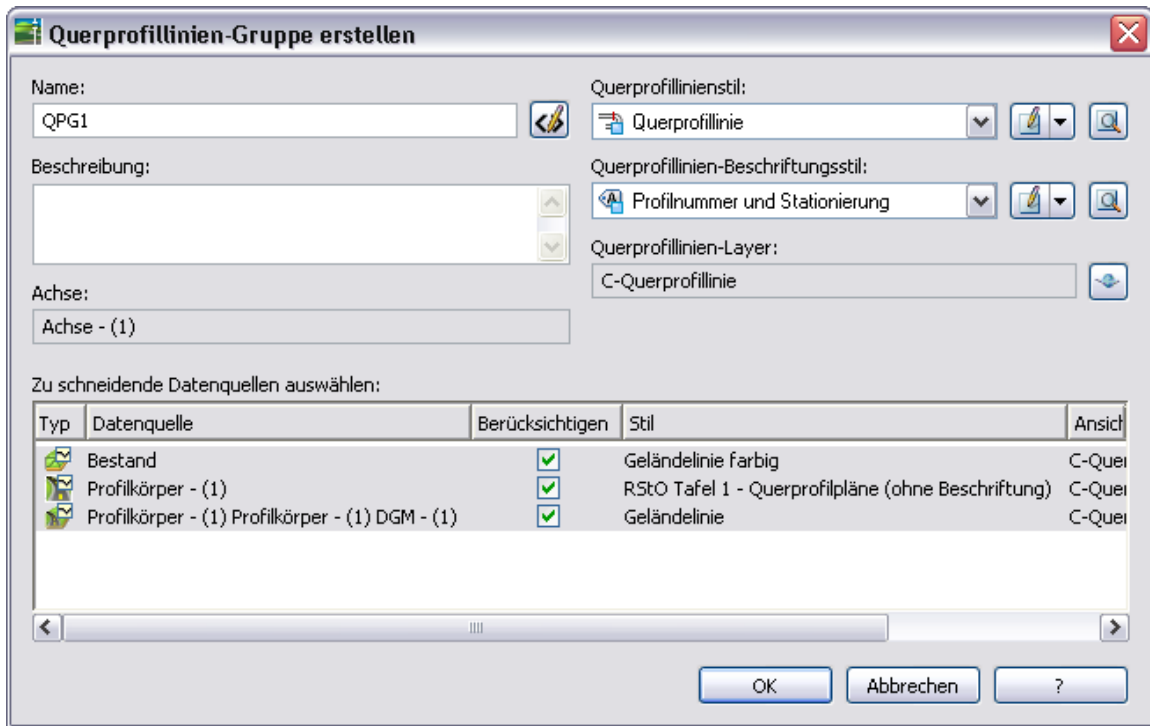 Querprofillinien-Gruppe erstellen
Name:
QPG1
Beschreibung:
Achse:
Achse - (1)
Querprofillinienstil:
Querprofillinie
Querprofillinien-Beschriftungsstil:
Profilnummer und Stationierung
Querprofillinien-Layer:
C-Querprofillinie
Zu schneidende Datenquellen auswählen:
Typ Datenquelle Berücksichtigen Stil Ansich
Bestand Geländelinie farbig C-Quer
Profilkörper - (1) RStO Tafel 1 - Querprofilpläne (ohne Beschriftung) C-Quer
Profilkörper - (1) Profilkörper - (1) DGM - (1) Geländelinie C-Quer
OK Abbrechen ?